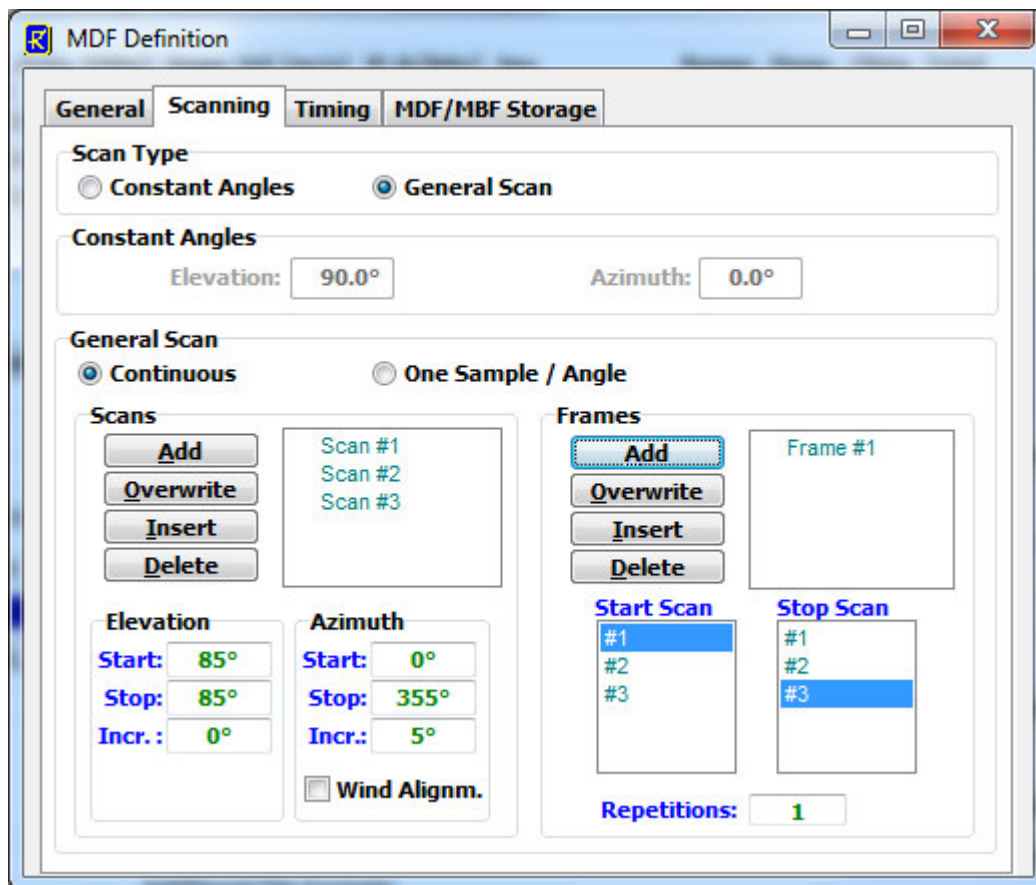 MDF Definition
General Scanning Timing MDF/MBF Storage
Scan Type
Constant Angles General Scan
Constant Angles
Elevation: 90.0° Azimuth: 0.0°
General Scan
Continuous One Sample / Angle
Scans
Add
Overwrite
Insert
Delete
Scan #1
Scan #2
Scan #3
Elevation
Start: 85°
Stop: 85°
Incr. : 0°
Azimuth
Start: 0°
Stop: 355°
Incr.: 5°
Wind Alignm.
Frames
Add
Overwrite
Insert
Delete
Frame #1
Start Scan
#1
#2
#3
Stop Scan
#1
#2
#3
Repetitions: 1